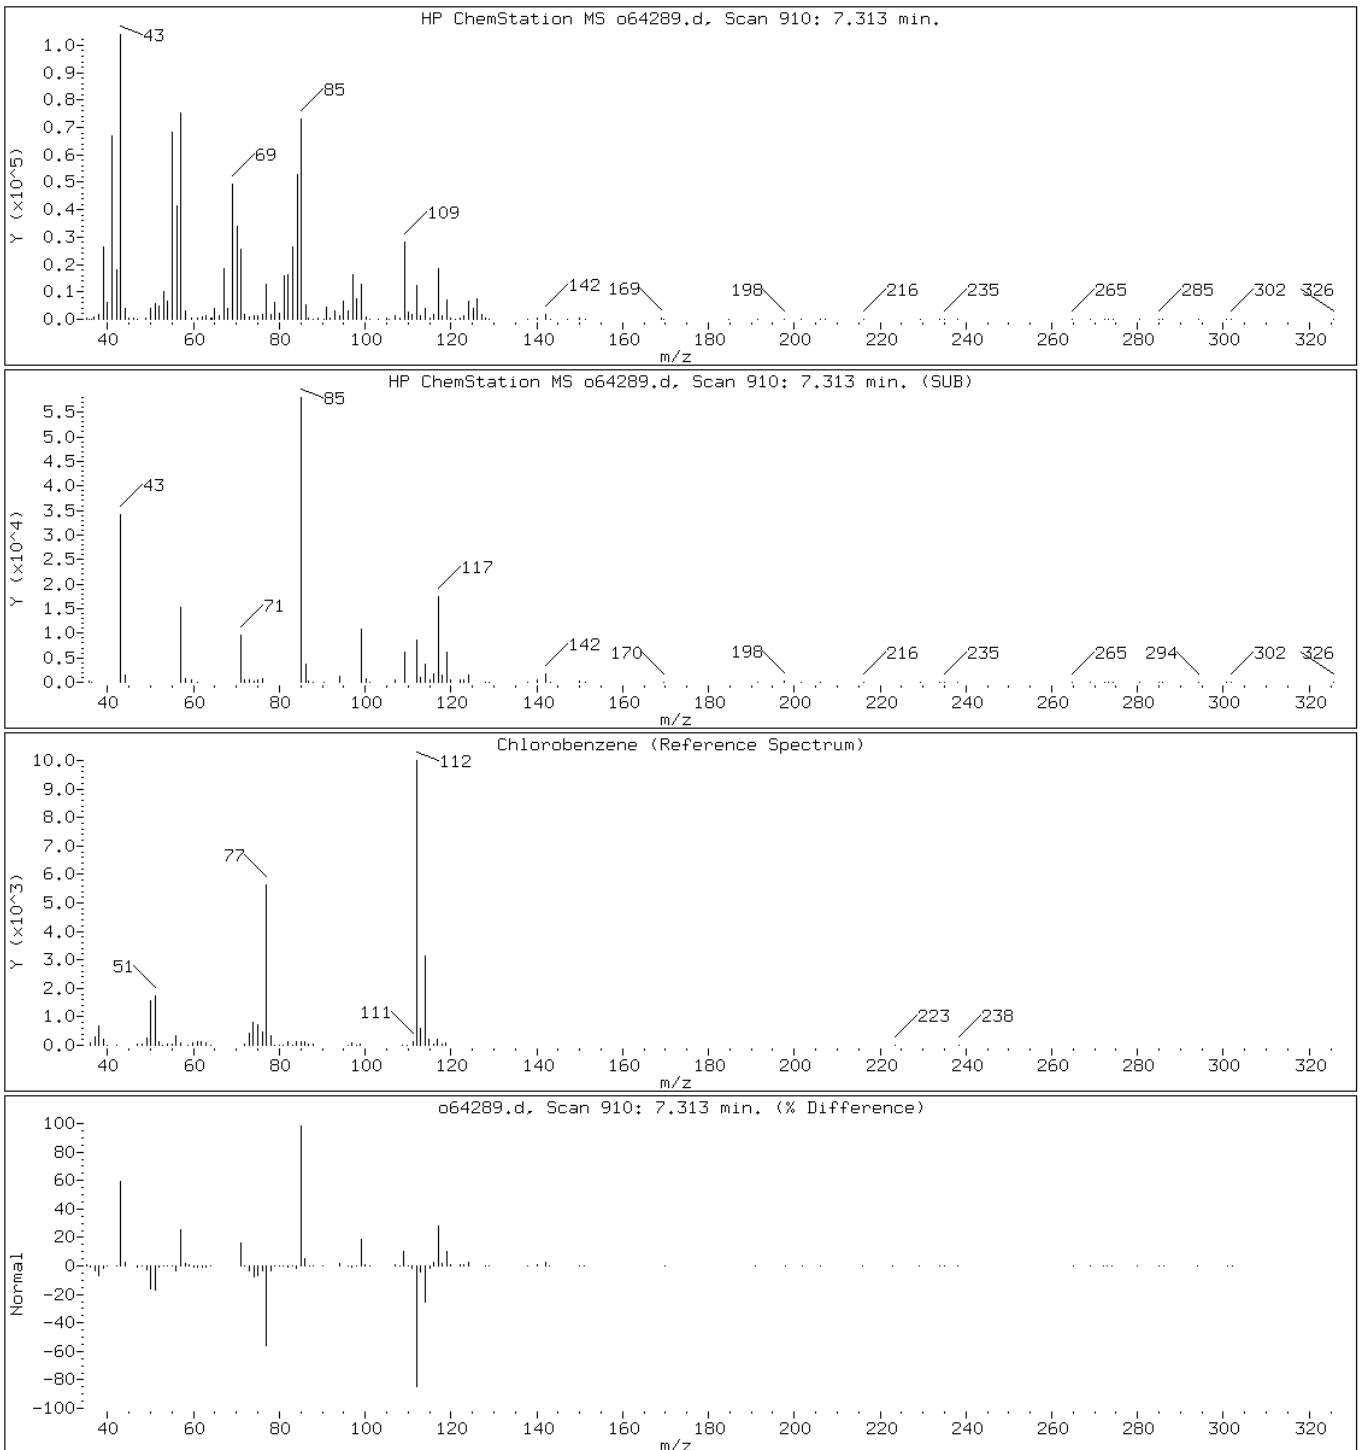 HP ChemStation MS o64289.d, Scan 910: 7.313 min.
43
1.0
0.9
85
0.8
0.7
0.6
69
Y (x10^5)
0.5
0.4
109
0.3
142 169 198 216 235 265 285 302 326
0.2
0.1
0.0
40 60 80 100 120 140 160 180 200 220 240 260 280 300 320
m/z
HP ChemStation MS o64289.d, Scan 910: 7.313 min. (SUB)
85
5.5
5.0
4.5
43
4.0
3.5
Y (x10^4)
3.0
2.5
117
2.0
71
1.5
142 170 198 216 235 265 294 302 326
1.0
0.5
0.0
40 60 80 100 120 140 160 180 200 220 240 260 280 300 320
m/z
Chlorobenzene (Reference Spectrum)
10.0
112
9.0
8.0
7.0
77
6.0
Y (x10^3)
5.0
4.0
3.0
51
2.0
111 223 238
1.0
0.0
40 60 80 100 120 140 160 180 200 220 240 260 280 300 320
m/z
o64289.d, Scan 910: 7.313 min. (% Difference)
100
80
60
40
20
0
Normal
-20
-40
-60
-80
-100
40 60 80 100 120 140 160 180 200 220 240 260 280 300 320
m/z